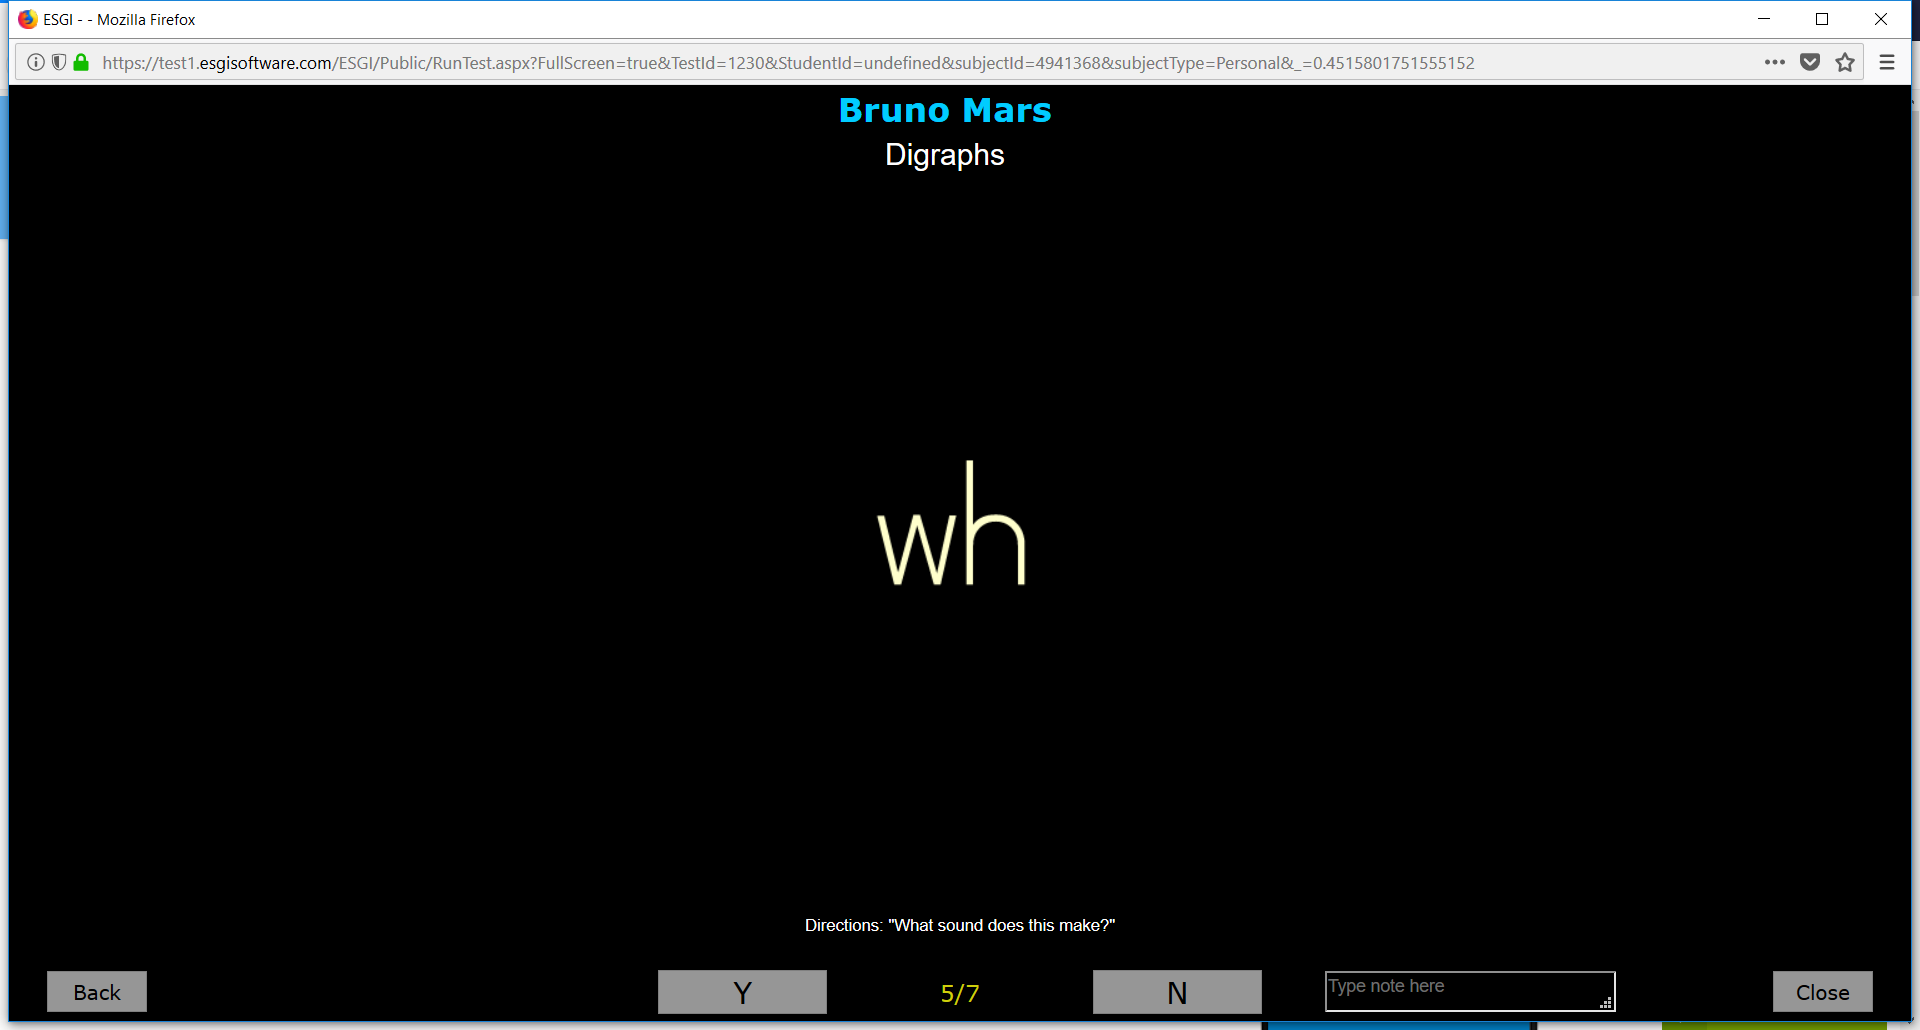 ESGI - - Mozilla Firefox
https://test1.esgisoftware.com/ESGI/Public/RunTest.aspx?FullScreen=true&TestId=1230&StudentId=undefined&subjectId=4941368&subjectType=Personal&_=0.4515801751555152
Bruno Mars
Digraphs
wh
Directions: "What sound does this make?"
Back Y 5/7 N Type note here Close